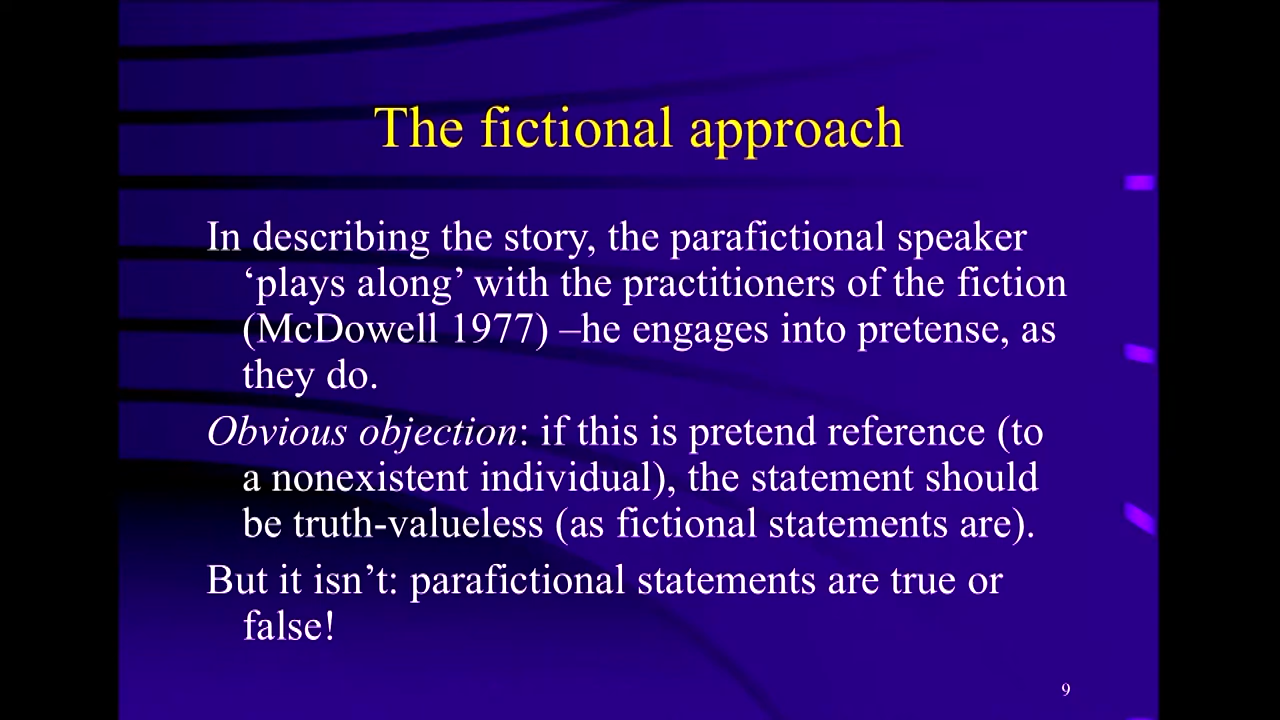 The fictional approach
In describing the story, the parafictional speaker
‘plays along’ with the practitioners of the fiction
(McDowell 1977) –he engages into pretense, as
they do.
Obvious objection: if this is pretend reference (to
a nonexistent individual), the statement should
be truth-valueless (as fictional statements are).
But it isn’t: parafictional statements are true or
false!
9